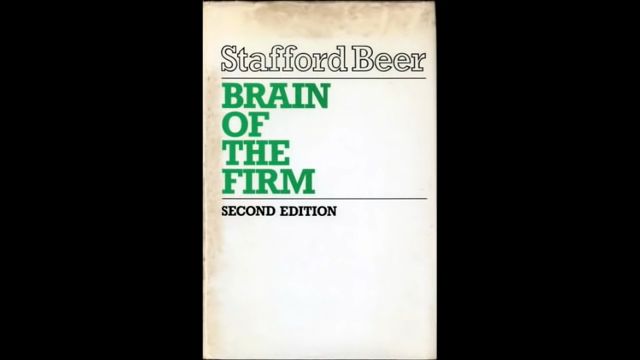 Stafford Beer
BRAIN
OF
THE
FIRM
SECOND EDITION